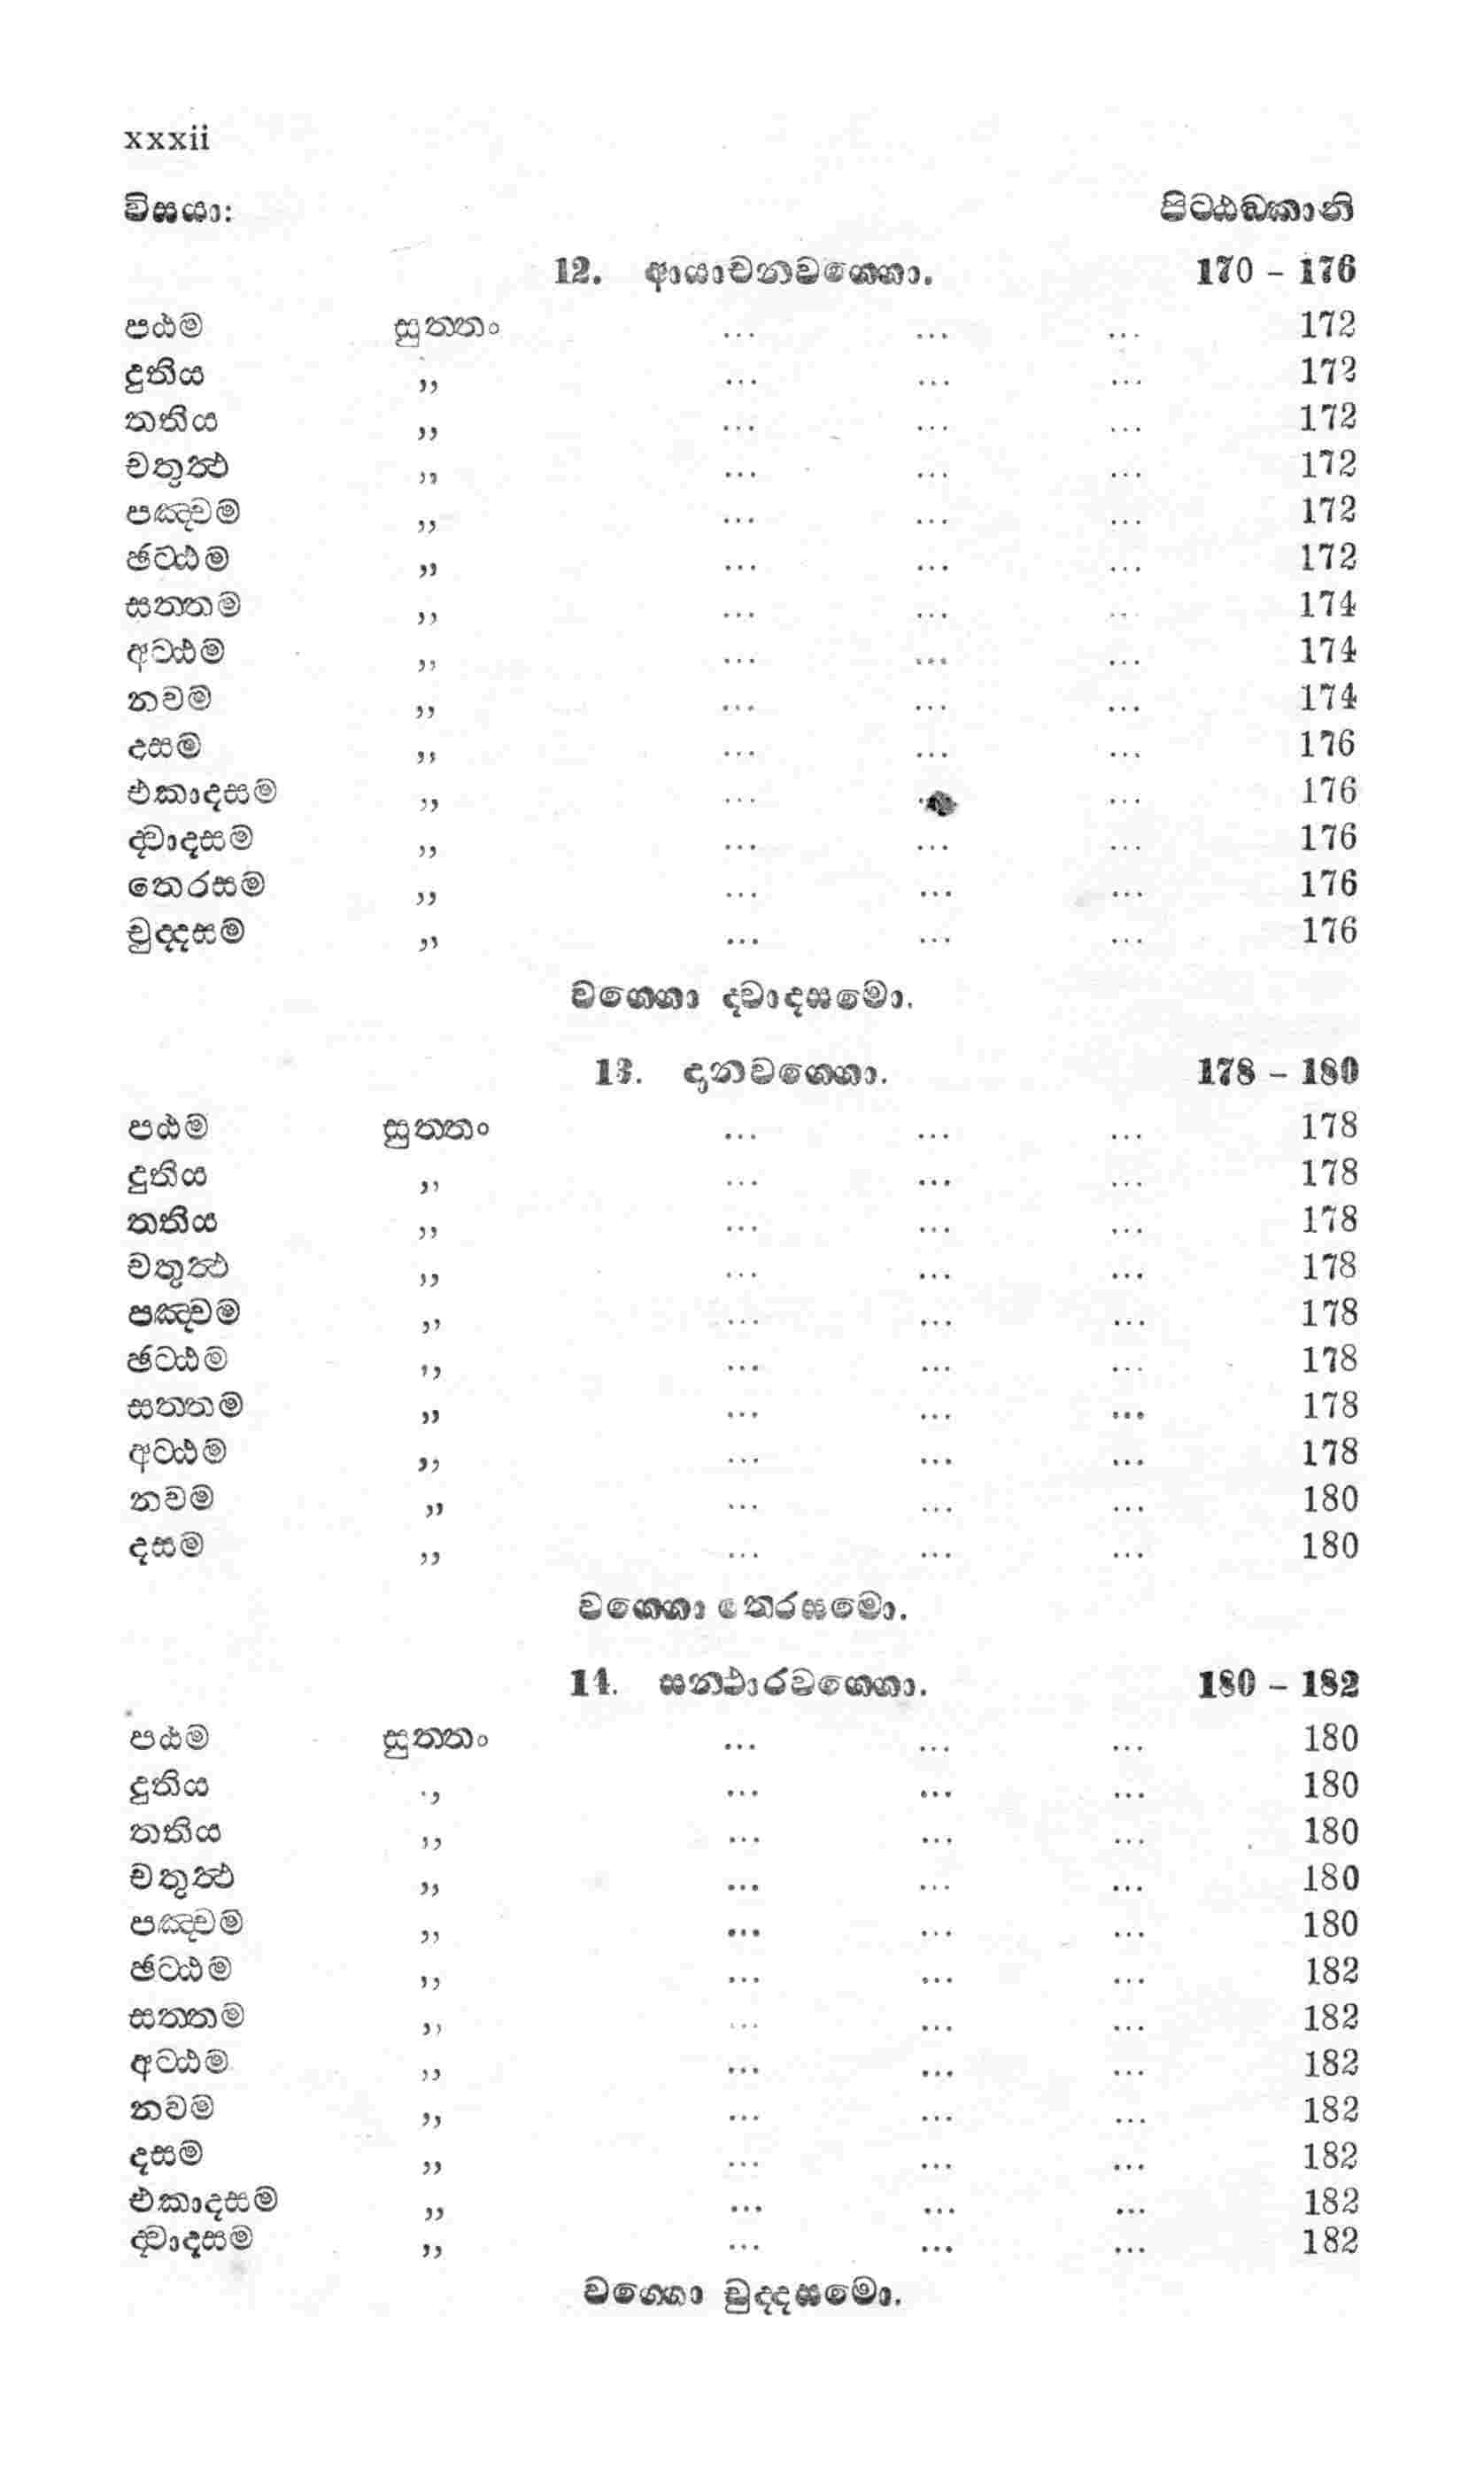 xxxii
විසයා: පිටඨඞකානි
12. ආයාචනවග්ගො. 170 - 176
පඨම සුත්තං ... ... ... 172
දුතිය ,, ... ... ... 172
තතිය ,, ... ... ... 172
චතුත්ථ ,, ... ... ... 172
පඤ්චම ,, ... ... ... 172
ඡට්ඨම ,, ... ... ... 172
සත්තම ,, ... ... ... 174
අට්ඨම ,, ... ... ... 174
නවම ,, ... ... ... 174
දසම ,, ... ... ... 176
එකාදසම ,, ... ... ... 176
ද්වාදසම ,, ... ... ... 176
තෙරසම ,, ... ... ... 176
චුද්දසම ,, ... ... ... 176
වග්ගො ද්වාදසමො.
13. දානවග්ගො. 178 - 180
පඨම සුත්තං ... ... ... 178
දුතිය ,, ... ... ... 178
තතිය ,, ... ... ... 178
චතුත්ථ ,, ... ... ... 178
පඤ්චම ,, ... ... ... 178
ඡට්ඨම ,, ... ... ... 178
සත්තම ,, ... ... ... 178
අට්ඨම ,, ... ... ... 178
නවම ,, ... ... ... 180
දසම ,, ... ... ... 180
වග්ගො තෙරසමො.
14. සන්ථාරවග්ගො. 180 - 182
පඨම සුත්තං ... ... ... 180
දුතිය ,, ... ... ... 180
තතිය ,, ... ... ... 180
චතුත්ථ ,, ... ... ... 180
පඤ්චම ,, ... ... ... 180
ඡට්ඨම ,, ... ... ... 182
සත්තම ,, ... ... ... 182
අට්ඨම ,, ... ... ... 182
නවම ,, ... ... ... 182
දසම ,, ... ... ... 182
එකාදසම ,, ... ... ... 182
ද්වාදසම ,, ... ... ... 182
වග්ගො චුද්දසමො.